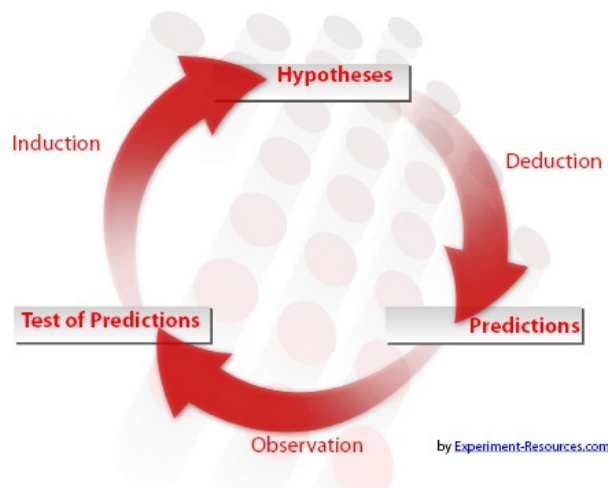 Hypotheses
Induction
Deduction
Test of Predictions
Predictions
Observation
by Experiment-Resources.com